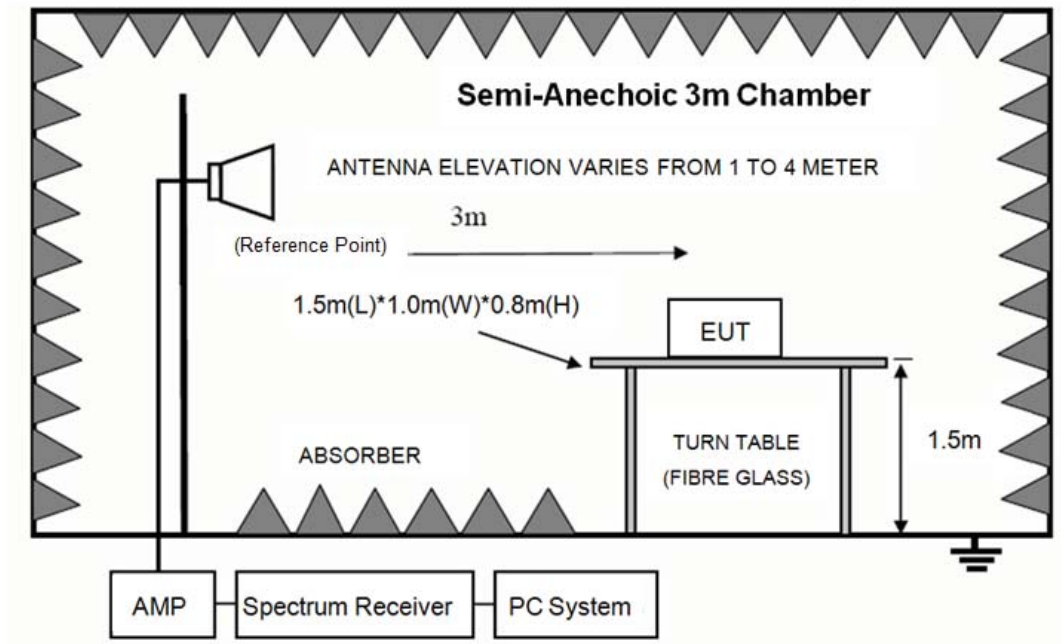 Semi-Anechoic 3m Chamber
ANTENNA ELEVATION VARIES FROM 1 TO 4 METER
3m
(Reference Point)
1.5m(L)*1.0m(W)*0.8m(H)
EUT
ABSORBER
TURN TABLE
(FIBRE GLASS)
1.5m
AMP
Spectrum Receiver
PC System